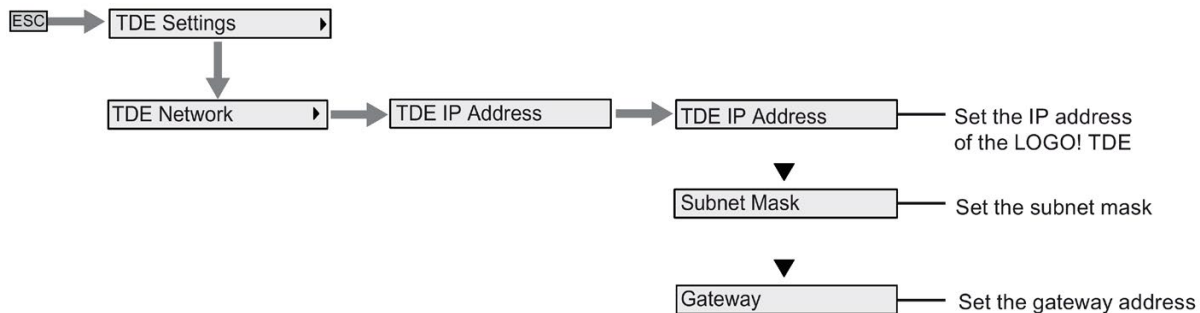 ESC
TDE Settings
TDE Network
TDE IP Address
TDE IP Address
Set the IP address
of the LOGO! TDE
Subnet Mask
Set the subnet mask
Gateway
Set the gateway address